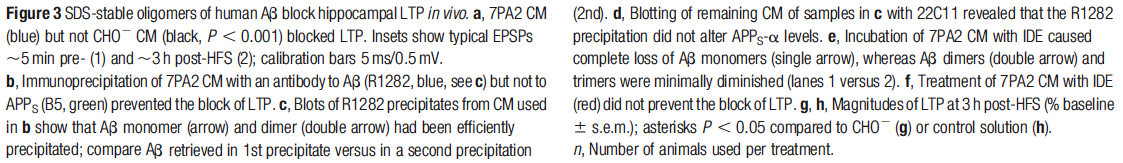 Figure 3 SDS-stable oligomers of human Aβ block hippocampal LTP in vivo. a, 7PA2 CM
(blue) but not CHO⁻ CM (black, P < 0.001) blocked LTP. Insets show typical EPSPs
~5 min pre- (1) and ~3 h post-HFS (2); calibration bars 5 ms/0.5 mV.
b, Immunoprecipitation of 7PA2 CM with an antibody to Aβ (R1282, blue, see c) but not to
APPS (B5, green) prevented the block of LTP. c, Blots of R1282 precipitates from CM used
in b show that Aβ monomer (arrow) and dimer (double arrow) had been efficiently
precipitated; compare Aβ retrieved in 1st precipitate versus in a second precipitation
(2nd). d, Blotting of remaining CM of samples in c with 22C11 revealed that the R1282
precipitation did not alter APPS-α levels. e, Incubation of 7PA2 CM with IDE caused
complete loss of Aβ monomers (single arrow), whereas Aβ dimers (double arrow) and
trimers were minimally diminished (lanes 1 versus 2). f, Treatment of 7PA2 CM with IDE
(red) did not prevent the block of LTP. g, h, Magnitudes of LTP at 3 h post-HFS (% baseline
± s.e.m.); asterisks P < 0.05 compared to CHO⁻ (g) or control solution (h).
n, Number of animals used per treatment.